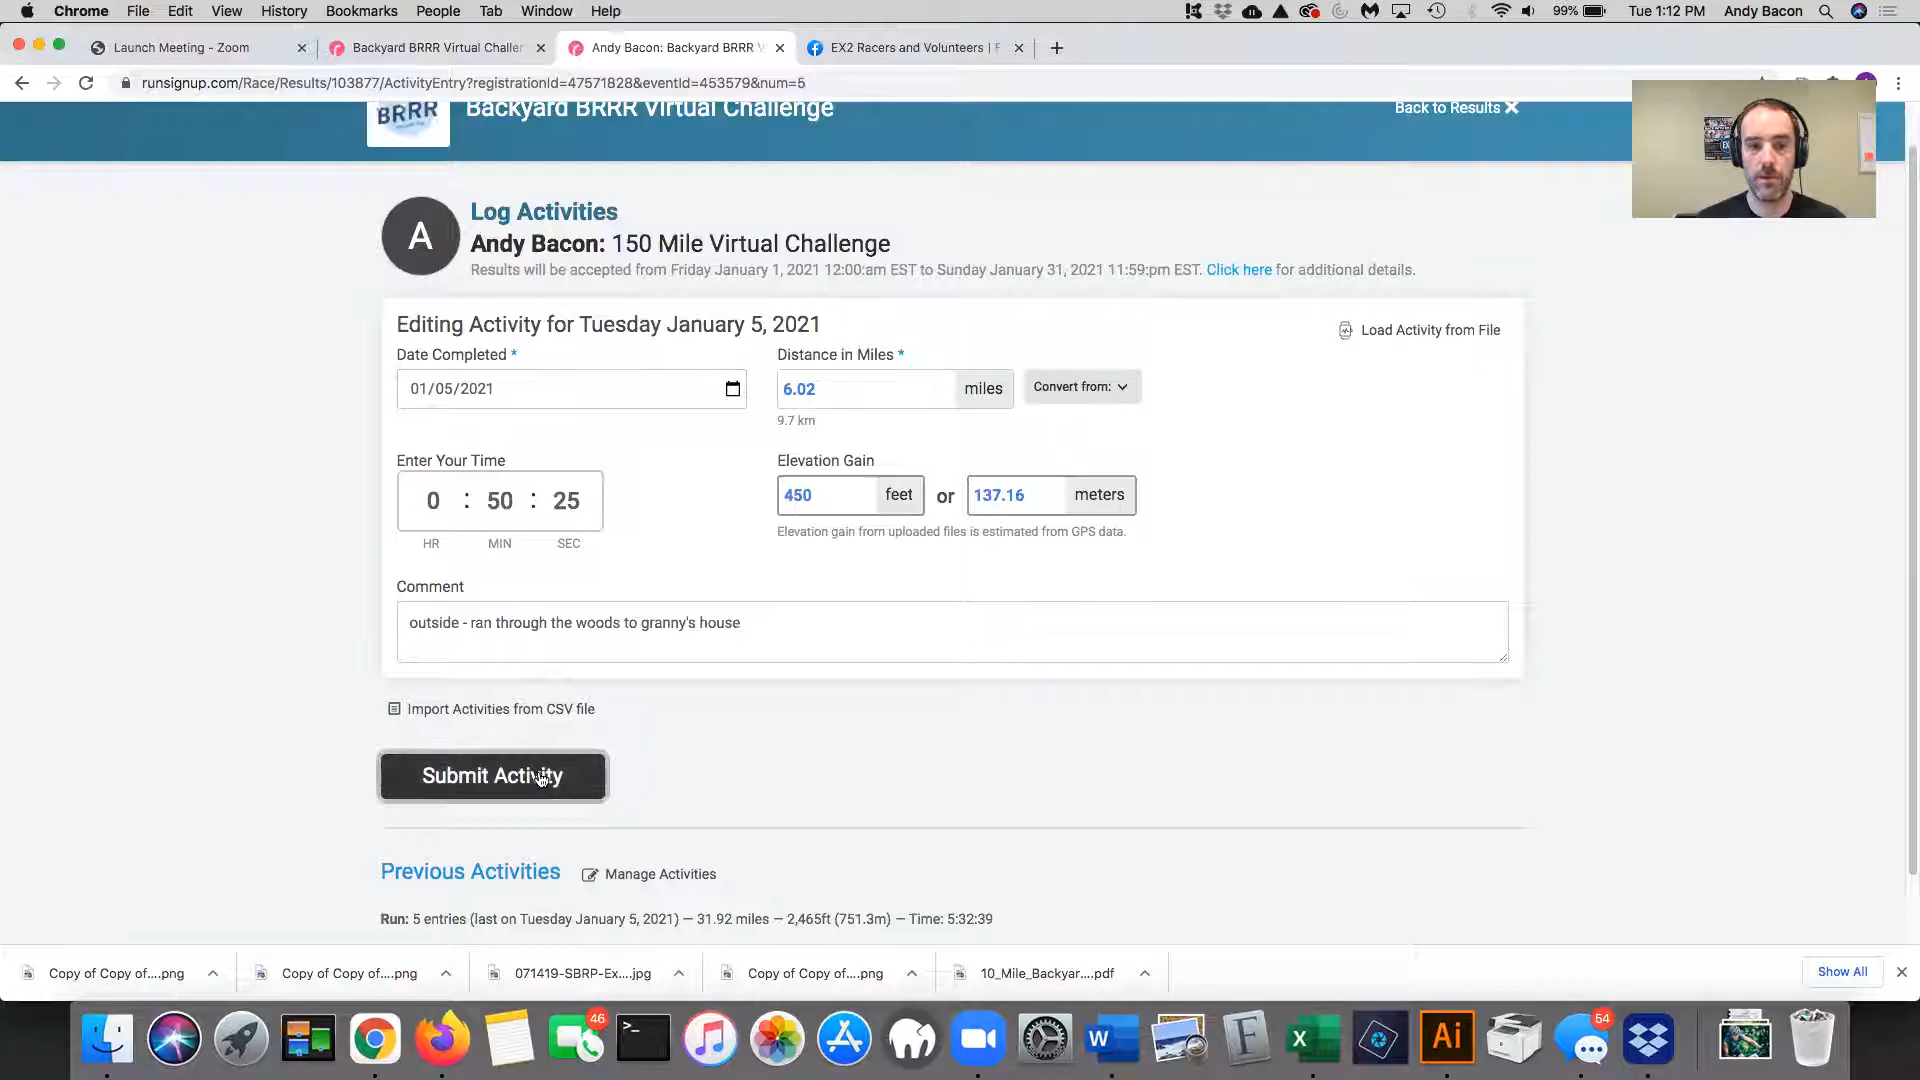 Chrome File Edit View History Bookmarks People Tab Window Help 99% Tue 1:12 PM Andy Bacon
Launch Meeting - Zoom
Backyard BRRR Virtual Challer
Andy Bacon: Backyard BRRR V
EX2 Racers and Volunteers | F
runsignup.com/Race/Results/103877/ActivityEntry?registrationId=47571828&eventId=453579&num=5
BRRR
Backyard BRRR Virtual Challenge
Back to Results
A
Log Activities
Andy Bacon: 150 Mile Virtual Challenge
Results will be accepted from Friday January 1, 2021 12:00:am EST to Sunday January 31, 2021 11:59:pm EST. Click here for additional details.
Editing Activity for Tuesday January 5, 2021
Load Activity from File
Date Completed *
Distance in Miles *
01/05/2021
6.02 miles
Convert from:
9.7 km
Enter Your Time
Elevation Gain
0 : 50 : 25
450 feet or 137.16 meters
HR MIN SEC
Elevation gain from uploaded files is estimated from GPS data.
Comment
outside - ran through the woods to granny's house
Import Activities from CSV file
Submit Activity
Previous Activities
Manage Activities
Run: 5 entries (last on Tuesday January 5, 2021) — 31.92 miles — 2,465ft (751.3m) — Time: 5:32:39
Copy of Copy of....png
Copy of Copy of....png
071419-SBRP-Ex....jpg
Copy of Copy of....png
10_Mile_Backyar....pdf
Show All
46
W
F
X
Ai
54